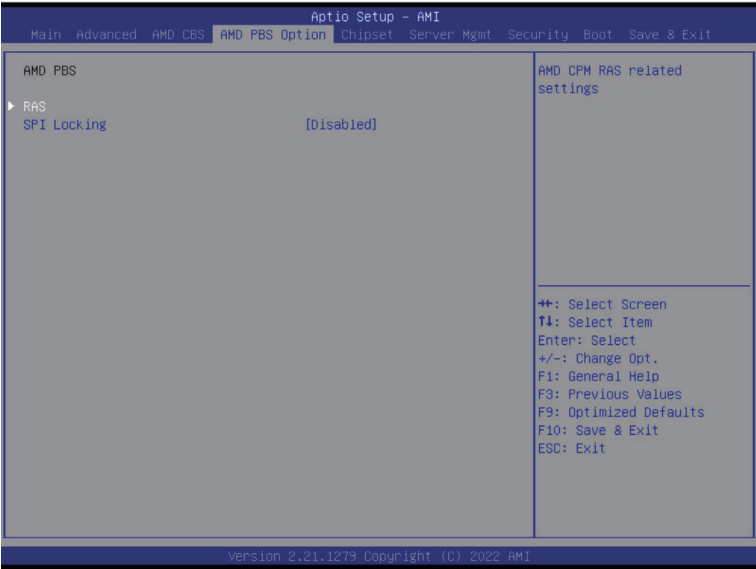 Aptio Setup - AMI
Main Advanced AMD CBS AMD PBS Option Chipset Server Mgmt Security Boot Save & Exit
AMD PBS
RAS
SPI Locking [Disabled]
AMD CPM RAS related
settings
→←: Select Screen
↑↓: Select Item
Enter: Select
+/-: Change Opt.
F1: General Help
F3: Previous Values
F9: Optimized Defaults
F10: Save & Exit
ESC: Exit
Version 2.21.1279 Copyright (C) 2022 AMI